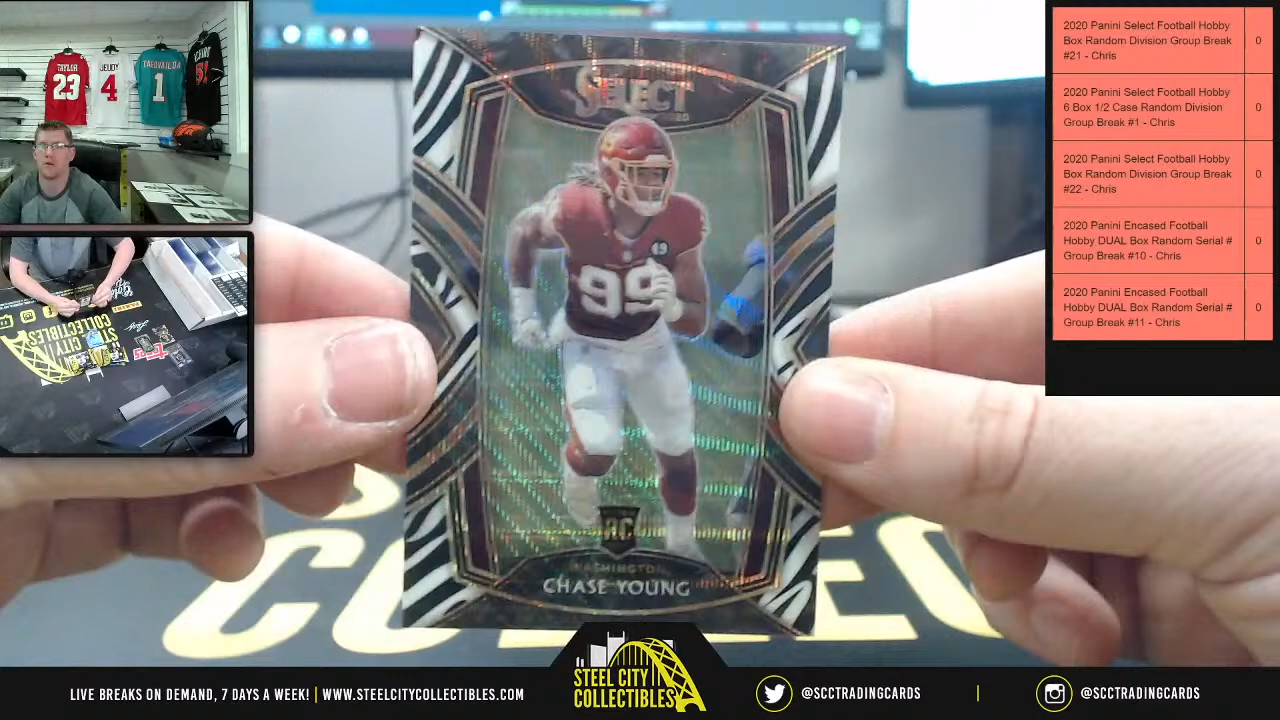 TAYLOR
23
JEUDY
4
TAGOVAILOA
1
STEEL CITY
COLLECTIBLES
SELECT
49
99
RC
WASHINGTON
CHASE YOUNG
2020 Panini Select Football Hobby
Box Random Division Group Break
#21 - Chris
0
2020 Panini Select Football Hobby
6 Box 1/2 Case Random Division
Group Break #1 - Chris
0
2020 Panini Select Football Hobby
Box Random Division Group Break
#22 - Chris
0
2020 Panini Encased Football
Hobby DUAL Box Random Serial #
Group Break #10 - Chris
0
2020 Panini Encased Football
Hobby DUAL Box Random Serial #
Group Break #11 - Chris
0
LIVE BREAKS ON DEMAND, 7 DAYS A WEEK! | WWW.STEELCITYCOLLECTIBLES.COM
STEEL CITY
COLLECTIBLES
@SCCTRADINGCARDS
@SCCTRADINGCARDS